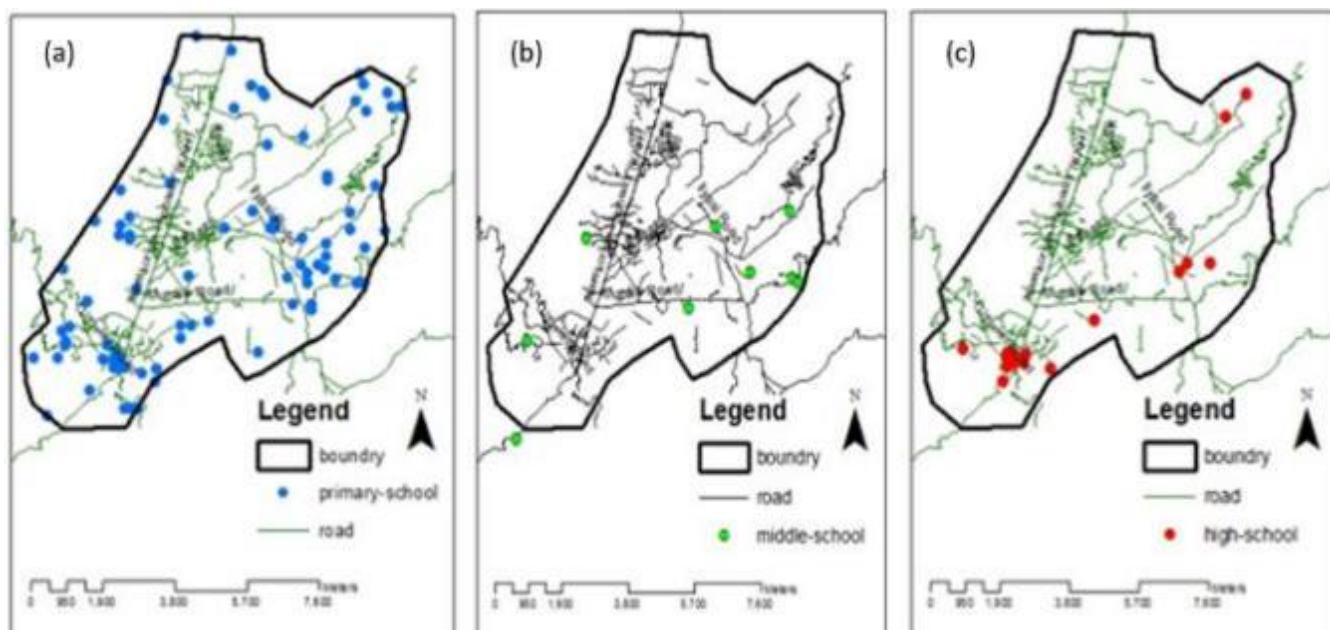 (a)
N
Legend
boundry
primary-school
road
0 950 1,900 3,800 5,700 7,600
(b)
N
Legend
boundry
road
middle-school
0 950 1,900 3,800 5,700 7,600
(c)
N
Legend
boundry
road
high-school
0 950 1,900 3,800 5,700 7,600